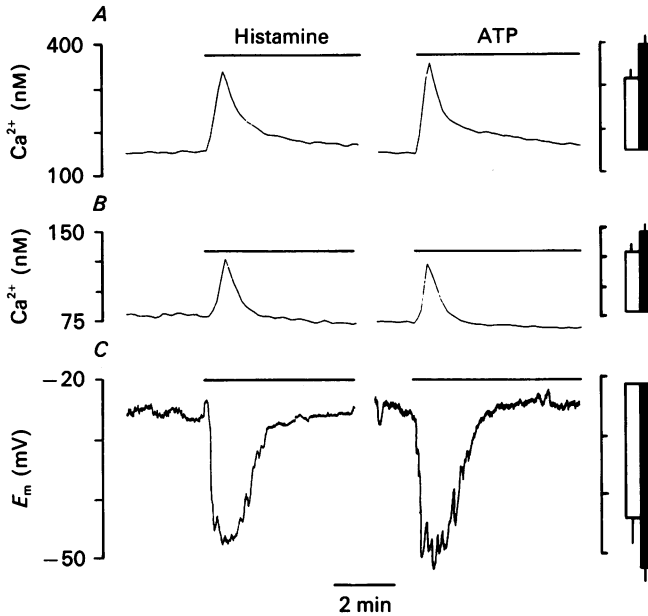 A
400
Histamine
ATP
Ca²⁺ (nM)
100
B
150
Ca²⁺ (nM)
75
C
−20
Eₘ (mV)
−50
2 min